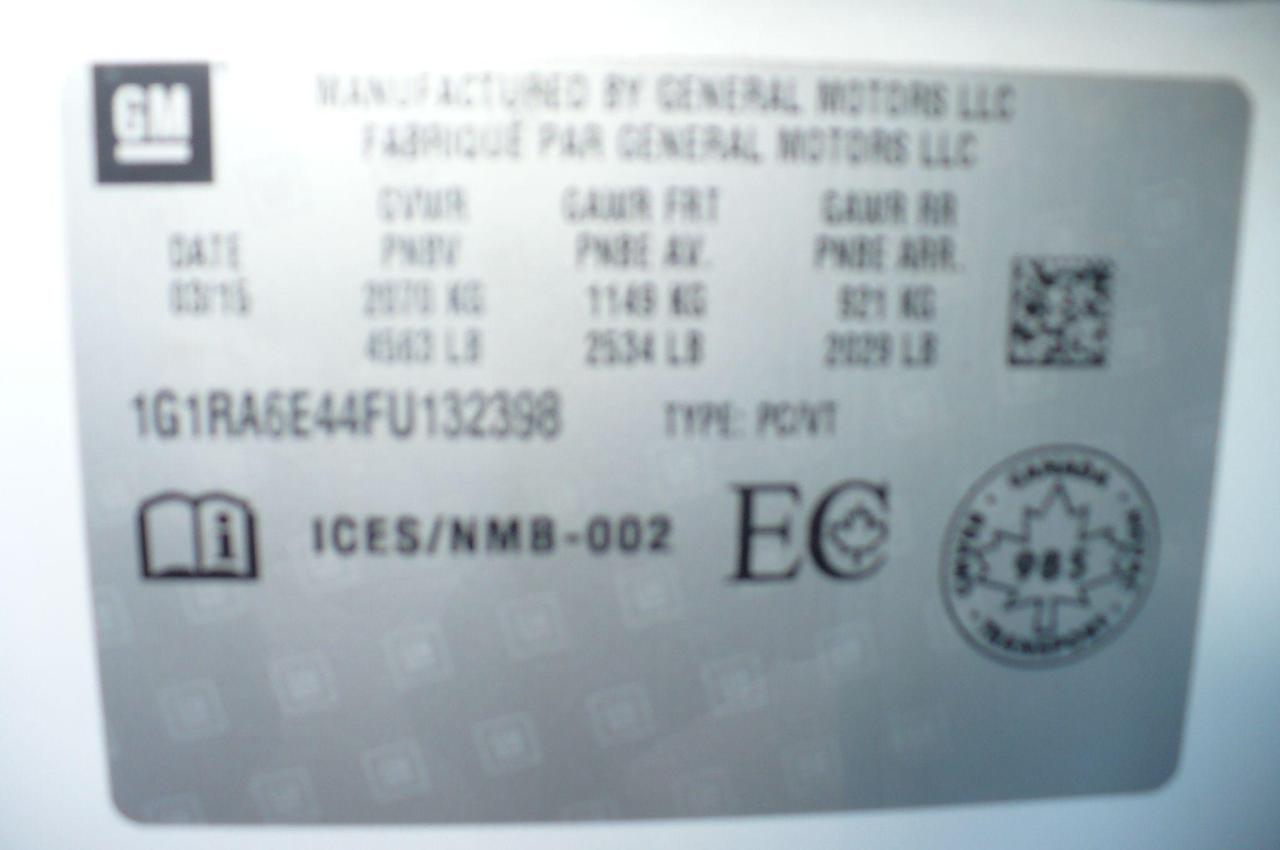 GM
MANUFACTURED BY GENERAL MOTORS LLC
FABRIQUÉ PAR GENERAL MOTORS LLC
GVWR GAWR FRT GAWR RR
DATE PNBV PNBE AV. PNBE ARR.
03/15 2070 KG 1149 KG 921 KG
4563 LB 2534 LB 2029 LB
1G1RA6E44FU132398 TYPE: PC/VT
i ICES/NMB-002 EC
CANADA
985
TRANSPORT